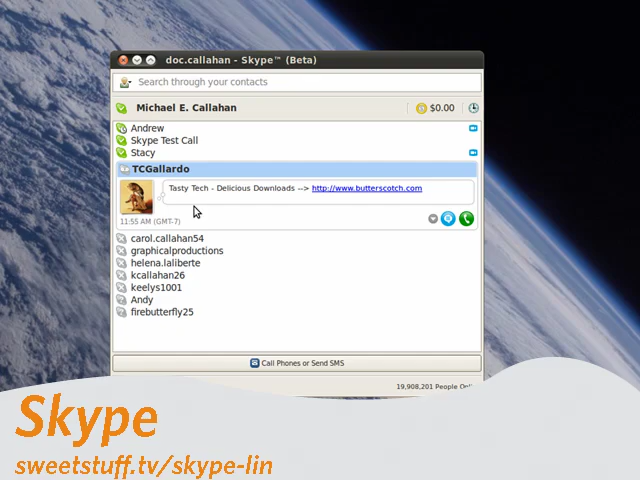 doc.callahan - Skype™ (Beta)
Search through your contacts
Michael E. Callahan
$0.00
Andrew
Skype Test Call
Stacy
TCGallardo
Tasty Tech - Delicious Downloads --> http://www.butterscotch.com
11:55 AM (GMT-7)
carol.callahan54
graphicalproductions
helena.laliberte
kcallahan26
keelys1001
Andy
firebutterfly25
Call Phones or Send SMS
19,908,201 People
Skype
sweetstuff.tv/skype-lin